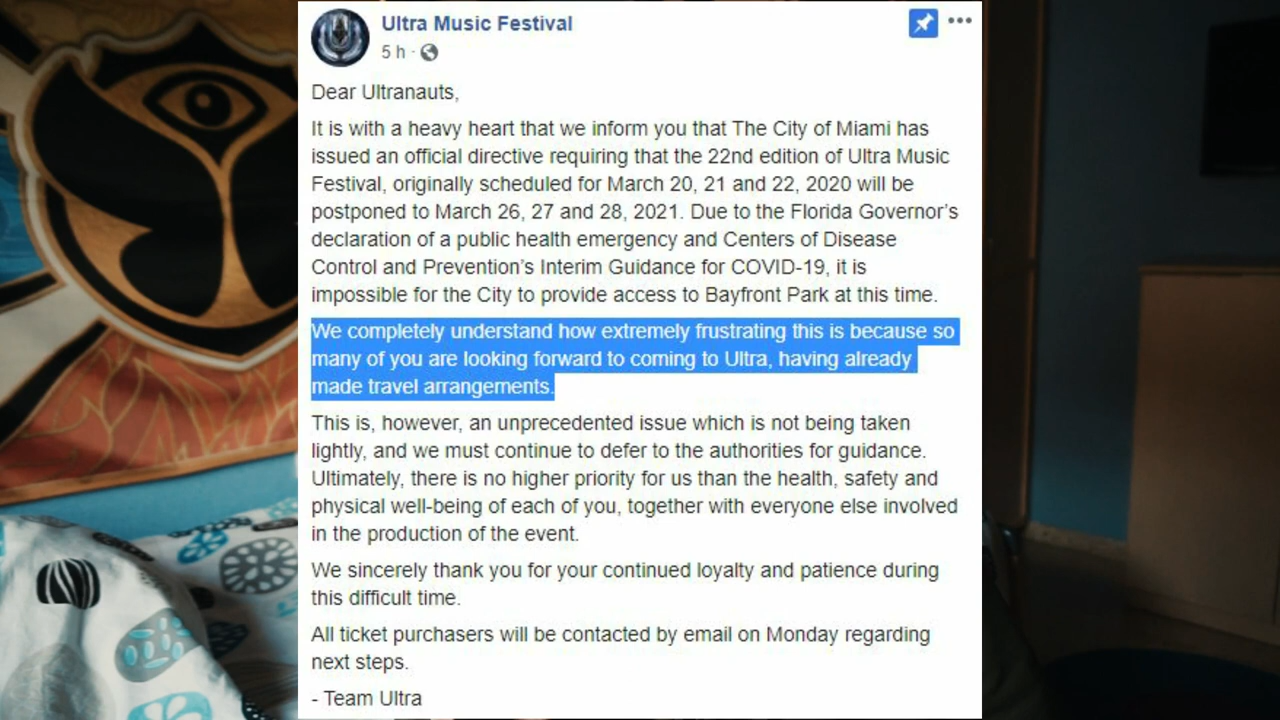 Ultra Music Festival
5 h ·
Dear Ultranauts,
It is with a heavy heart that we inform you that The City of Miami has
issued an official directive requiring that the 22nd edition of Ultra Music
Festival, originally scheduled for March 20, 21 and 22, 2020 will be
postponed to March 26, 27 and 28, 2021. Due to the Florida Governor's
declaration of a public health emergency and Centers of Disease
Control and Prevention's Interim Guidance for COVID-19, it is
impossible for the City to provide access to Bayfront Park at this time.
We completely understand how extremely frustrating this is because so
many of you are looking forward to coming to Ultra, having already
made travel arrangements.
This is, however, an unprecedented issue which is not being taken
lightly, and we must continue to defer to the authorities for guidance.
Ultimately, there is no higher priority for us than the health, safety and
physical well-being of each of you, together with everyone else involved
in the production of the event.
We sincerely thank you for your continued loyalty and patience during
this difficult time.
All ticket purchasers will be contacted by email on Monday regarding
next steps.
- Team Ultra